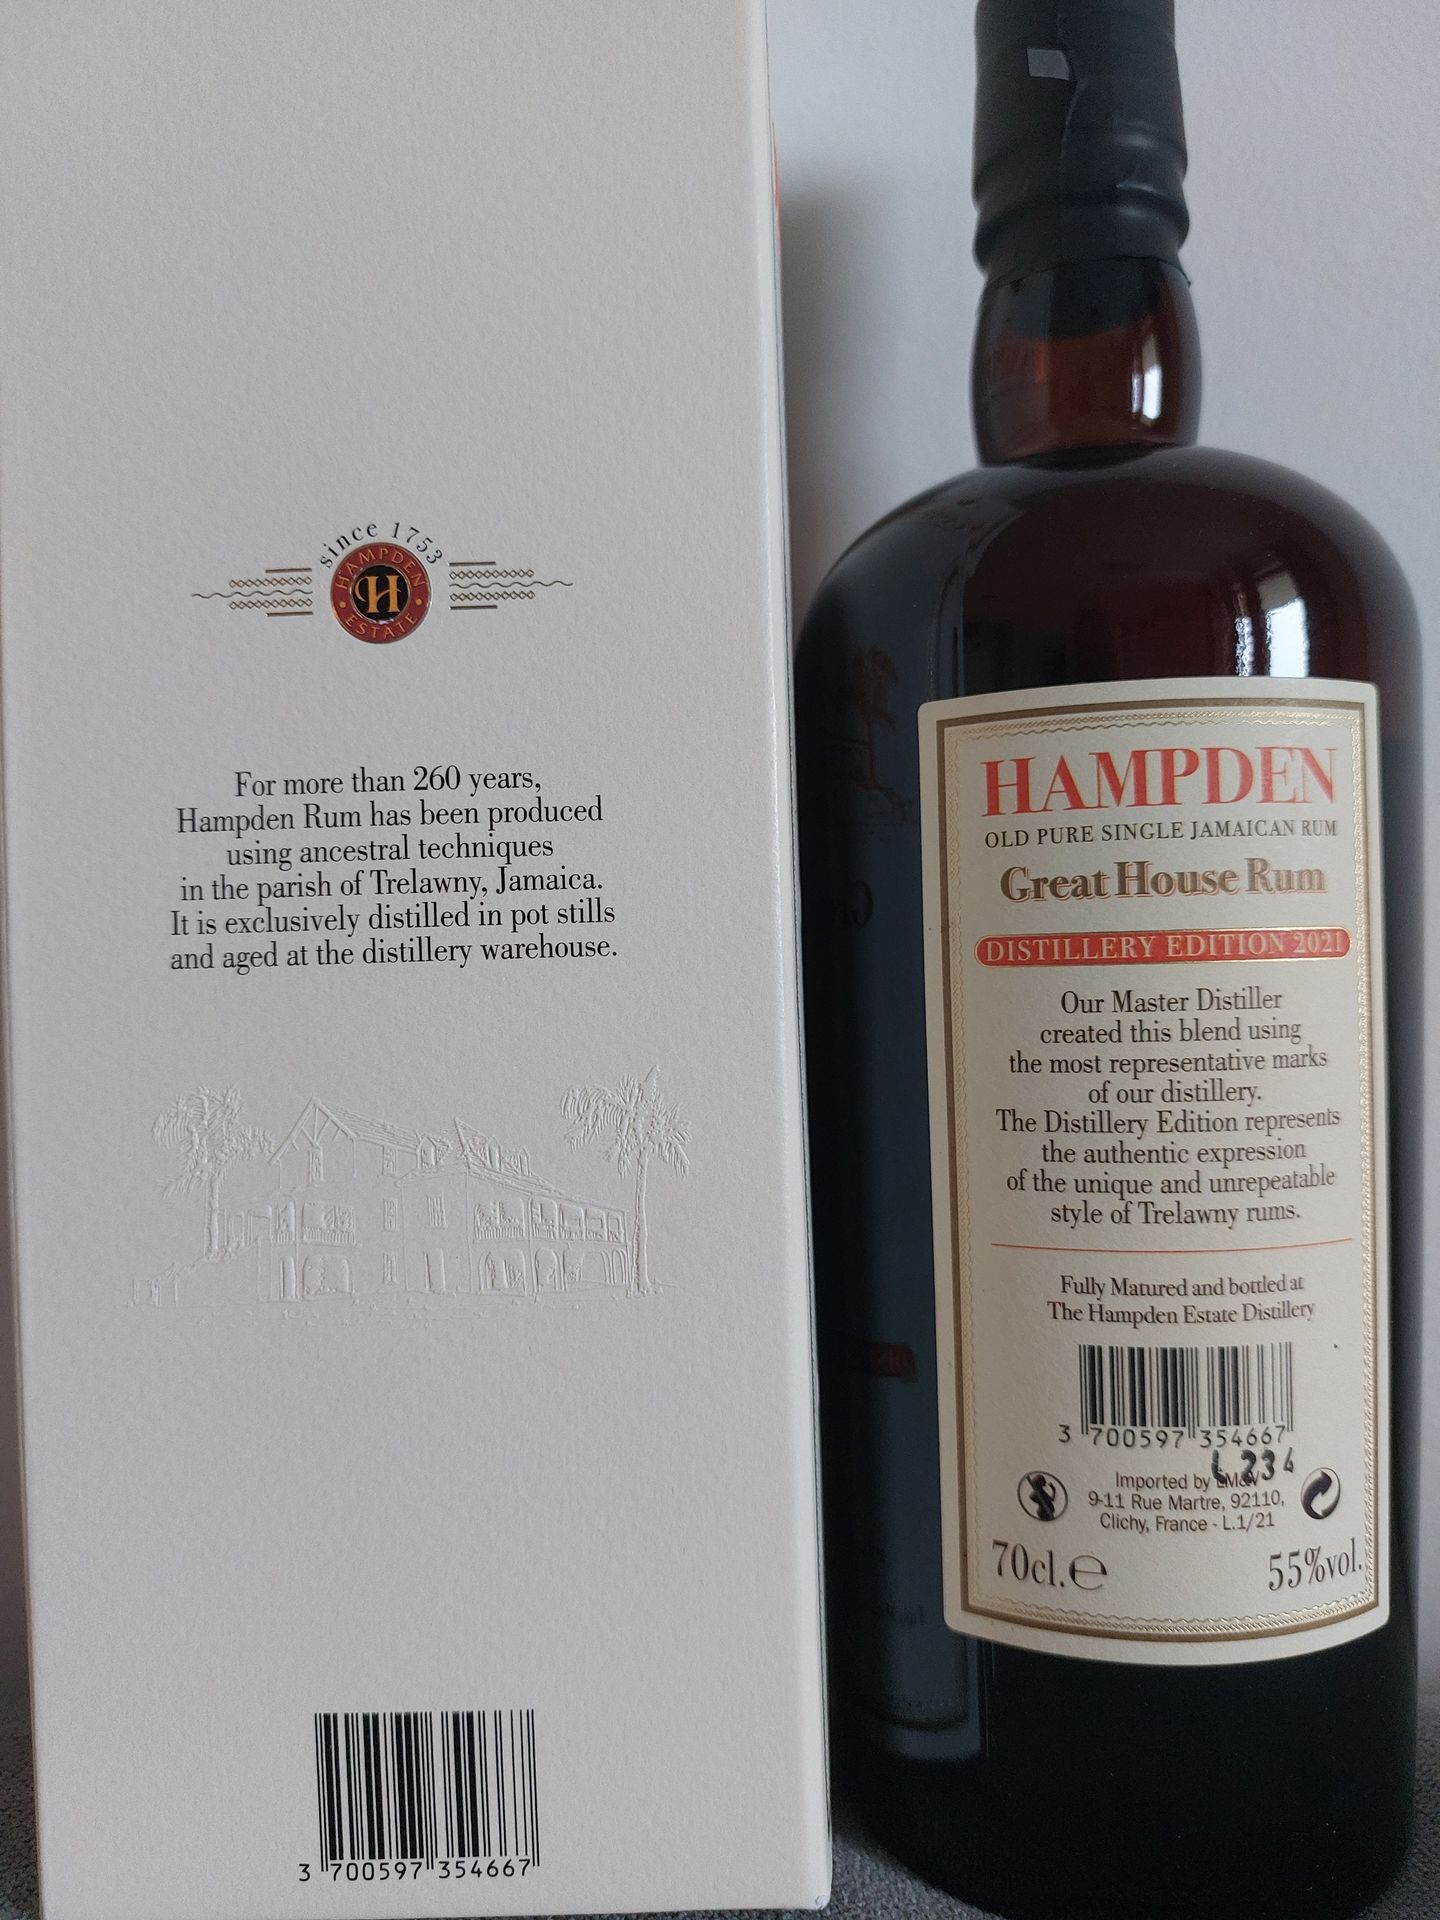 since 1753
HAMPDEN
H
ESTATE
For more than 260 years,
Hampden Rum has been produced
using ancestral techniques
in the parish of Trelawny, Jamaica.
It is exclusively distilled in pot stills
and aged at the distillery warehouse.
3 700597 354667
HAMPDEN
OLD PURE SINGLE JAMAICAN RUM
Great House Rum
DISTILLERY EDITION 2021
Our Master Distiller
created this blend using
the most representative marks
of our distillery.
The Distillery Edition represents
the authentic expression
of the unique and unrepeatable
style of Trelawny rums.
Fully Matured and bottled at
The Hampden Estate Distillery
3 700597 354667
L 234
Imported by LM&V
9-11 Rue Martre, 92110,
Clichy, France - L.1/21
70cl. e
55%vol.